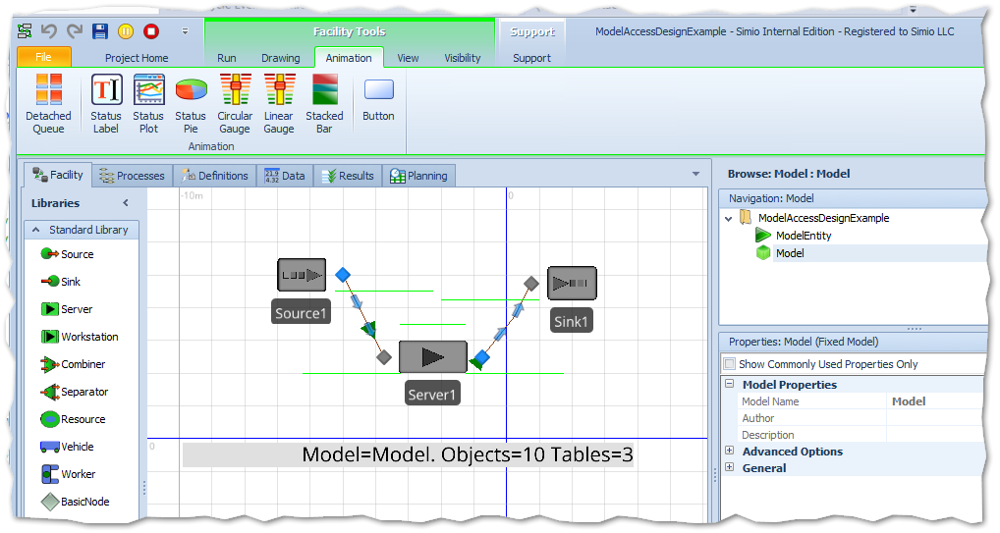 Facility Tools
Support
ModelAccessDesignExample - Simio Internal Edition - Registered to Simio LLC
File
Project Home
Run
Drawing
Animation
View
Visibility
Support
Detached Queue
Status Label
Status Plot
Status Pie
Circular Gauge
Linear Gauge
Stacked Bar
Button
Animation
Facility
Processes
Definitions
21.9
4.32
Data
Results
Planning
Browse: Model : Model
Libraries
Standard Library
Source
Sink
Server
Workstation
Combiner
Separator
Resource
Vehicle
Worker
BasicNode
-10m
0
Source1
Sink1
Server1
0
Model=Model. Objects=10 Tables=3
Navigation: Model
ModelAccessDesignExample
ModelEntity
Model
Properties: Model (Fixed Model)
Show Commonly Used Properties Only
Model Properties
Model Name
Model
Author
Description
Advanced Options
General